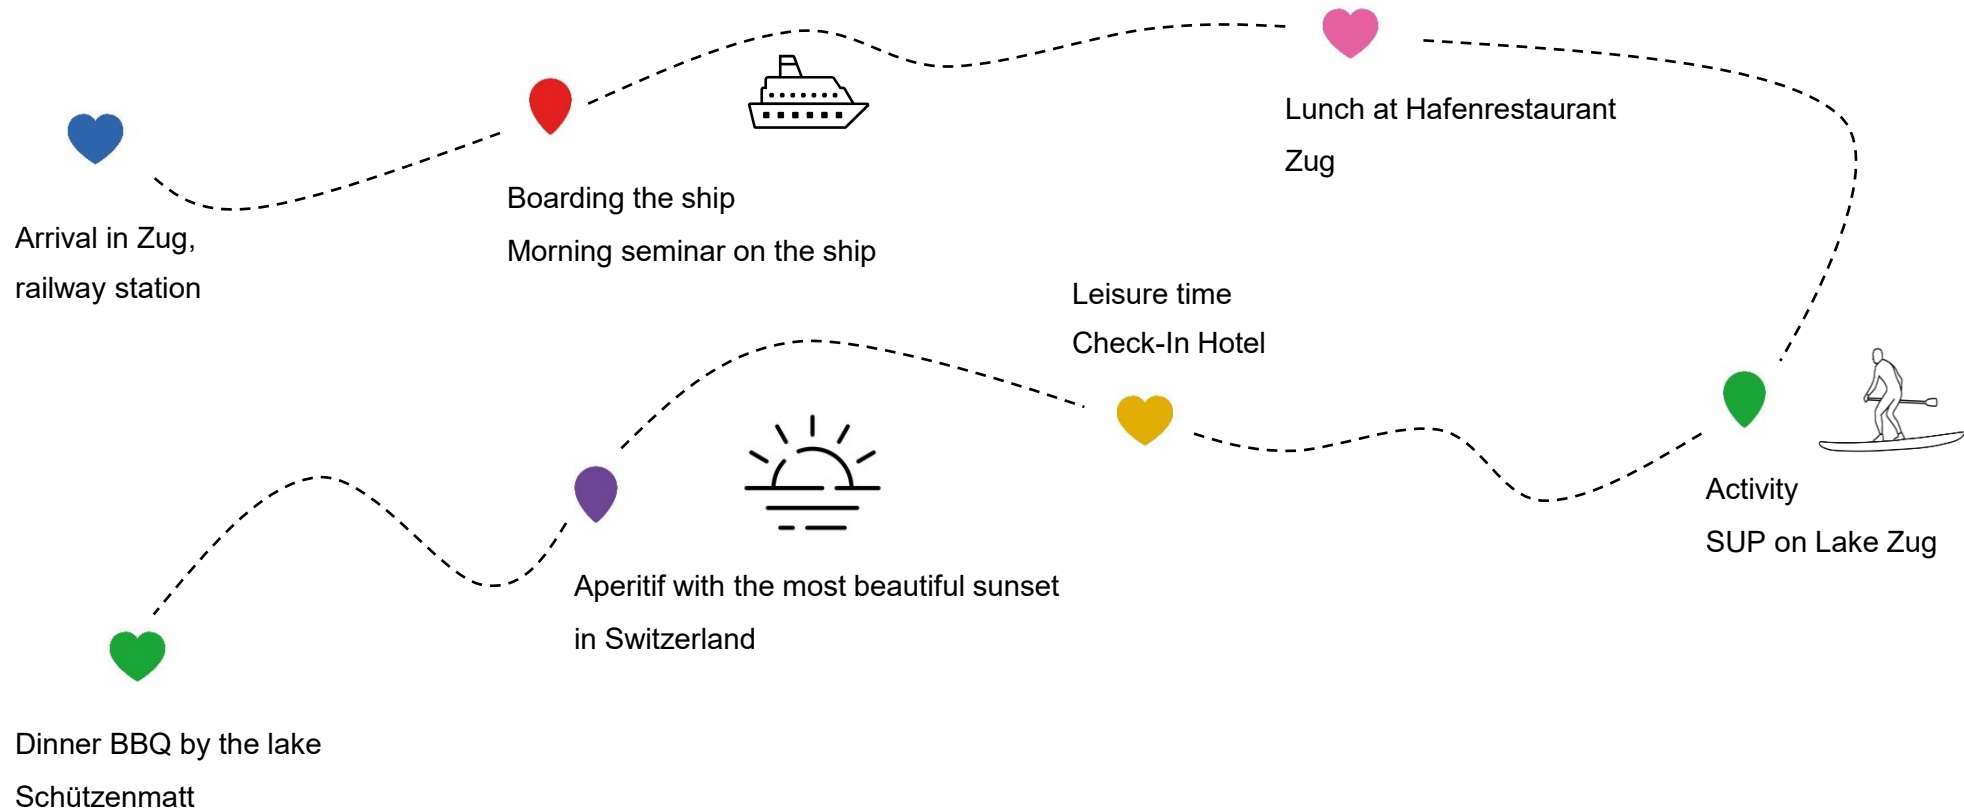 Arrival in Zug,
railway station
Boarding the ship
Morning seminar on the ship
Lunch at Hafenrestaurant
Zug
Activity
SUP on Lake Zug
Leisure time
Check-In Hotel
Aperitif with the most beautiful sunset
in Switzerland
Dinner BBQ by the lake
Schützenmatt